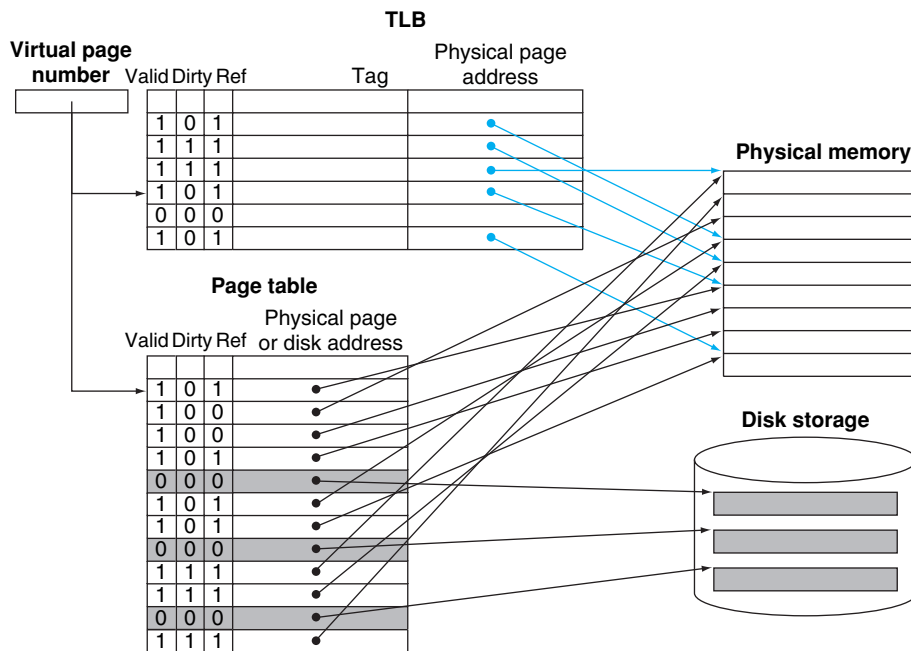 TLB
Virtual page
number
Valid Dirty Ref
Tag
Physical page
address
1 0 1
1 1 1
1 1 1
1 0 1
0 0 0
1 0 1
Physical memory
Page table
Valid Dirty Ref
Physical page
or disk address
1 0 1
1 0 0
1 0 0
1 0 1
0 0 0
1 0 1
1 0 1
0 0 0
1 1 1
1 1 1
0 0 0
1 1 1
Disk storage